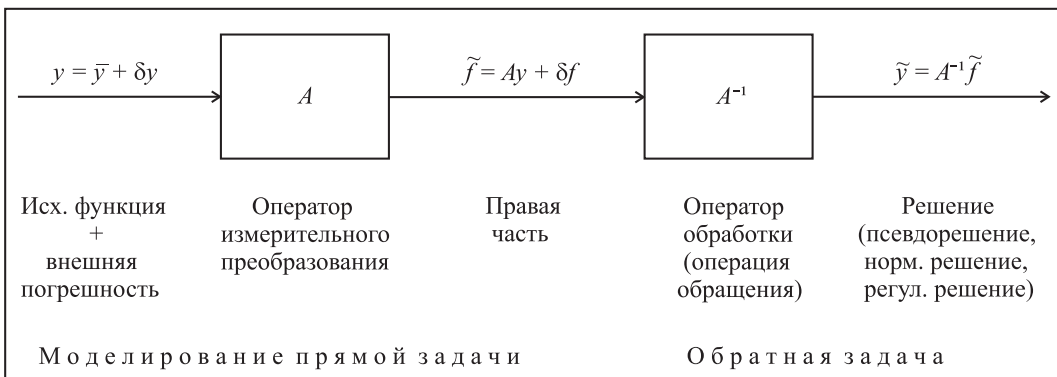 y = ȳ + δy
A
f̃ = Ay + δf
A⁻¹
ỹ = A⁻¹f̃
Исх. функция
+
внешняя
погрешность
Оператор
измерительного
преобразования
Правая
часть
Оператор
обработки
(операция
обращения)
Решение
(псевдорешение,
норм. решение,
регул. решение)
Моделирование прямой задачи
Обратная задача